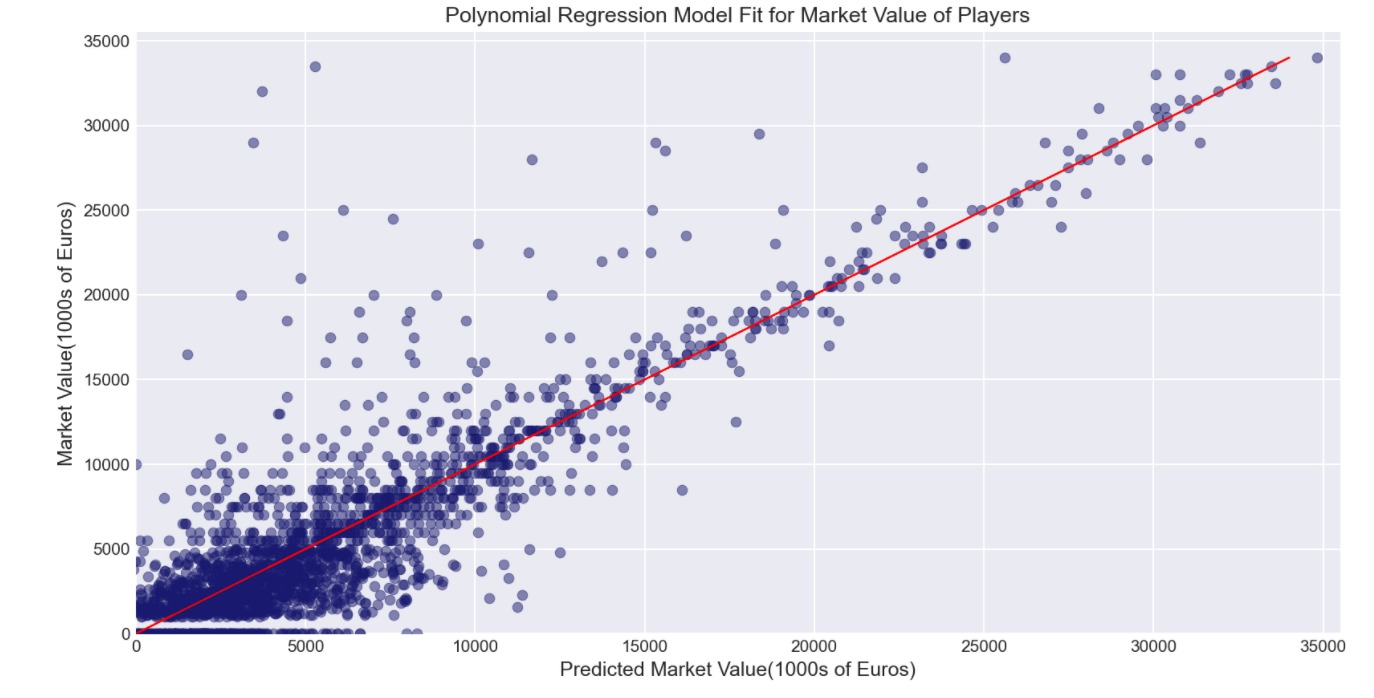 Polynomial Regression Model Fit for Market Value of Players
35000
30000
25000
20000
15000
10000
5000
0
Market Value(1000s of Euros)
0 5000 10000 15000 20000 25000 30000 35000
Predicted Market Value(1000s of Euros)